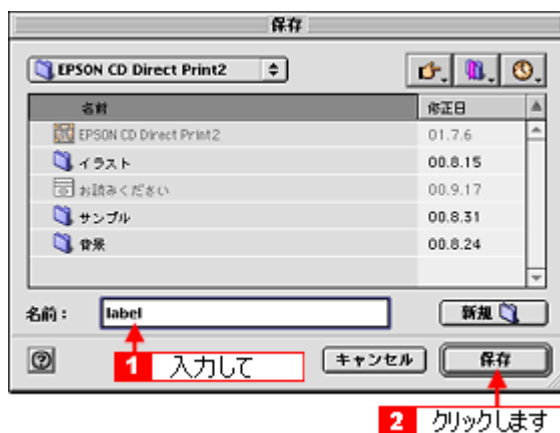 保存
EPSON CD Direct Print2
名前 修正日
EPSON CD Direct Print2 01.7.6
イラスト 00.8.15
お読みください 00.9.17
サンプル 00.8.31
背景 00.8.24
名前： label 新規
1 入力して キャンセル 保存
2 クリックします